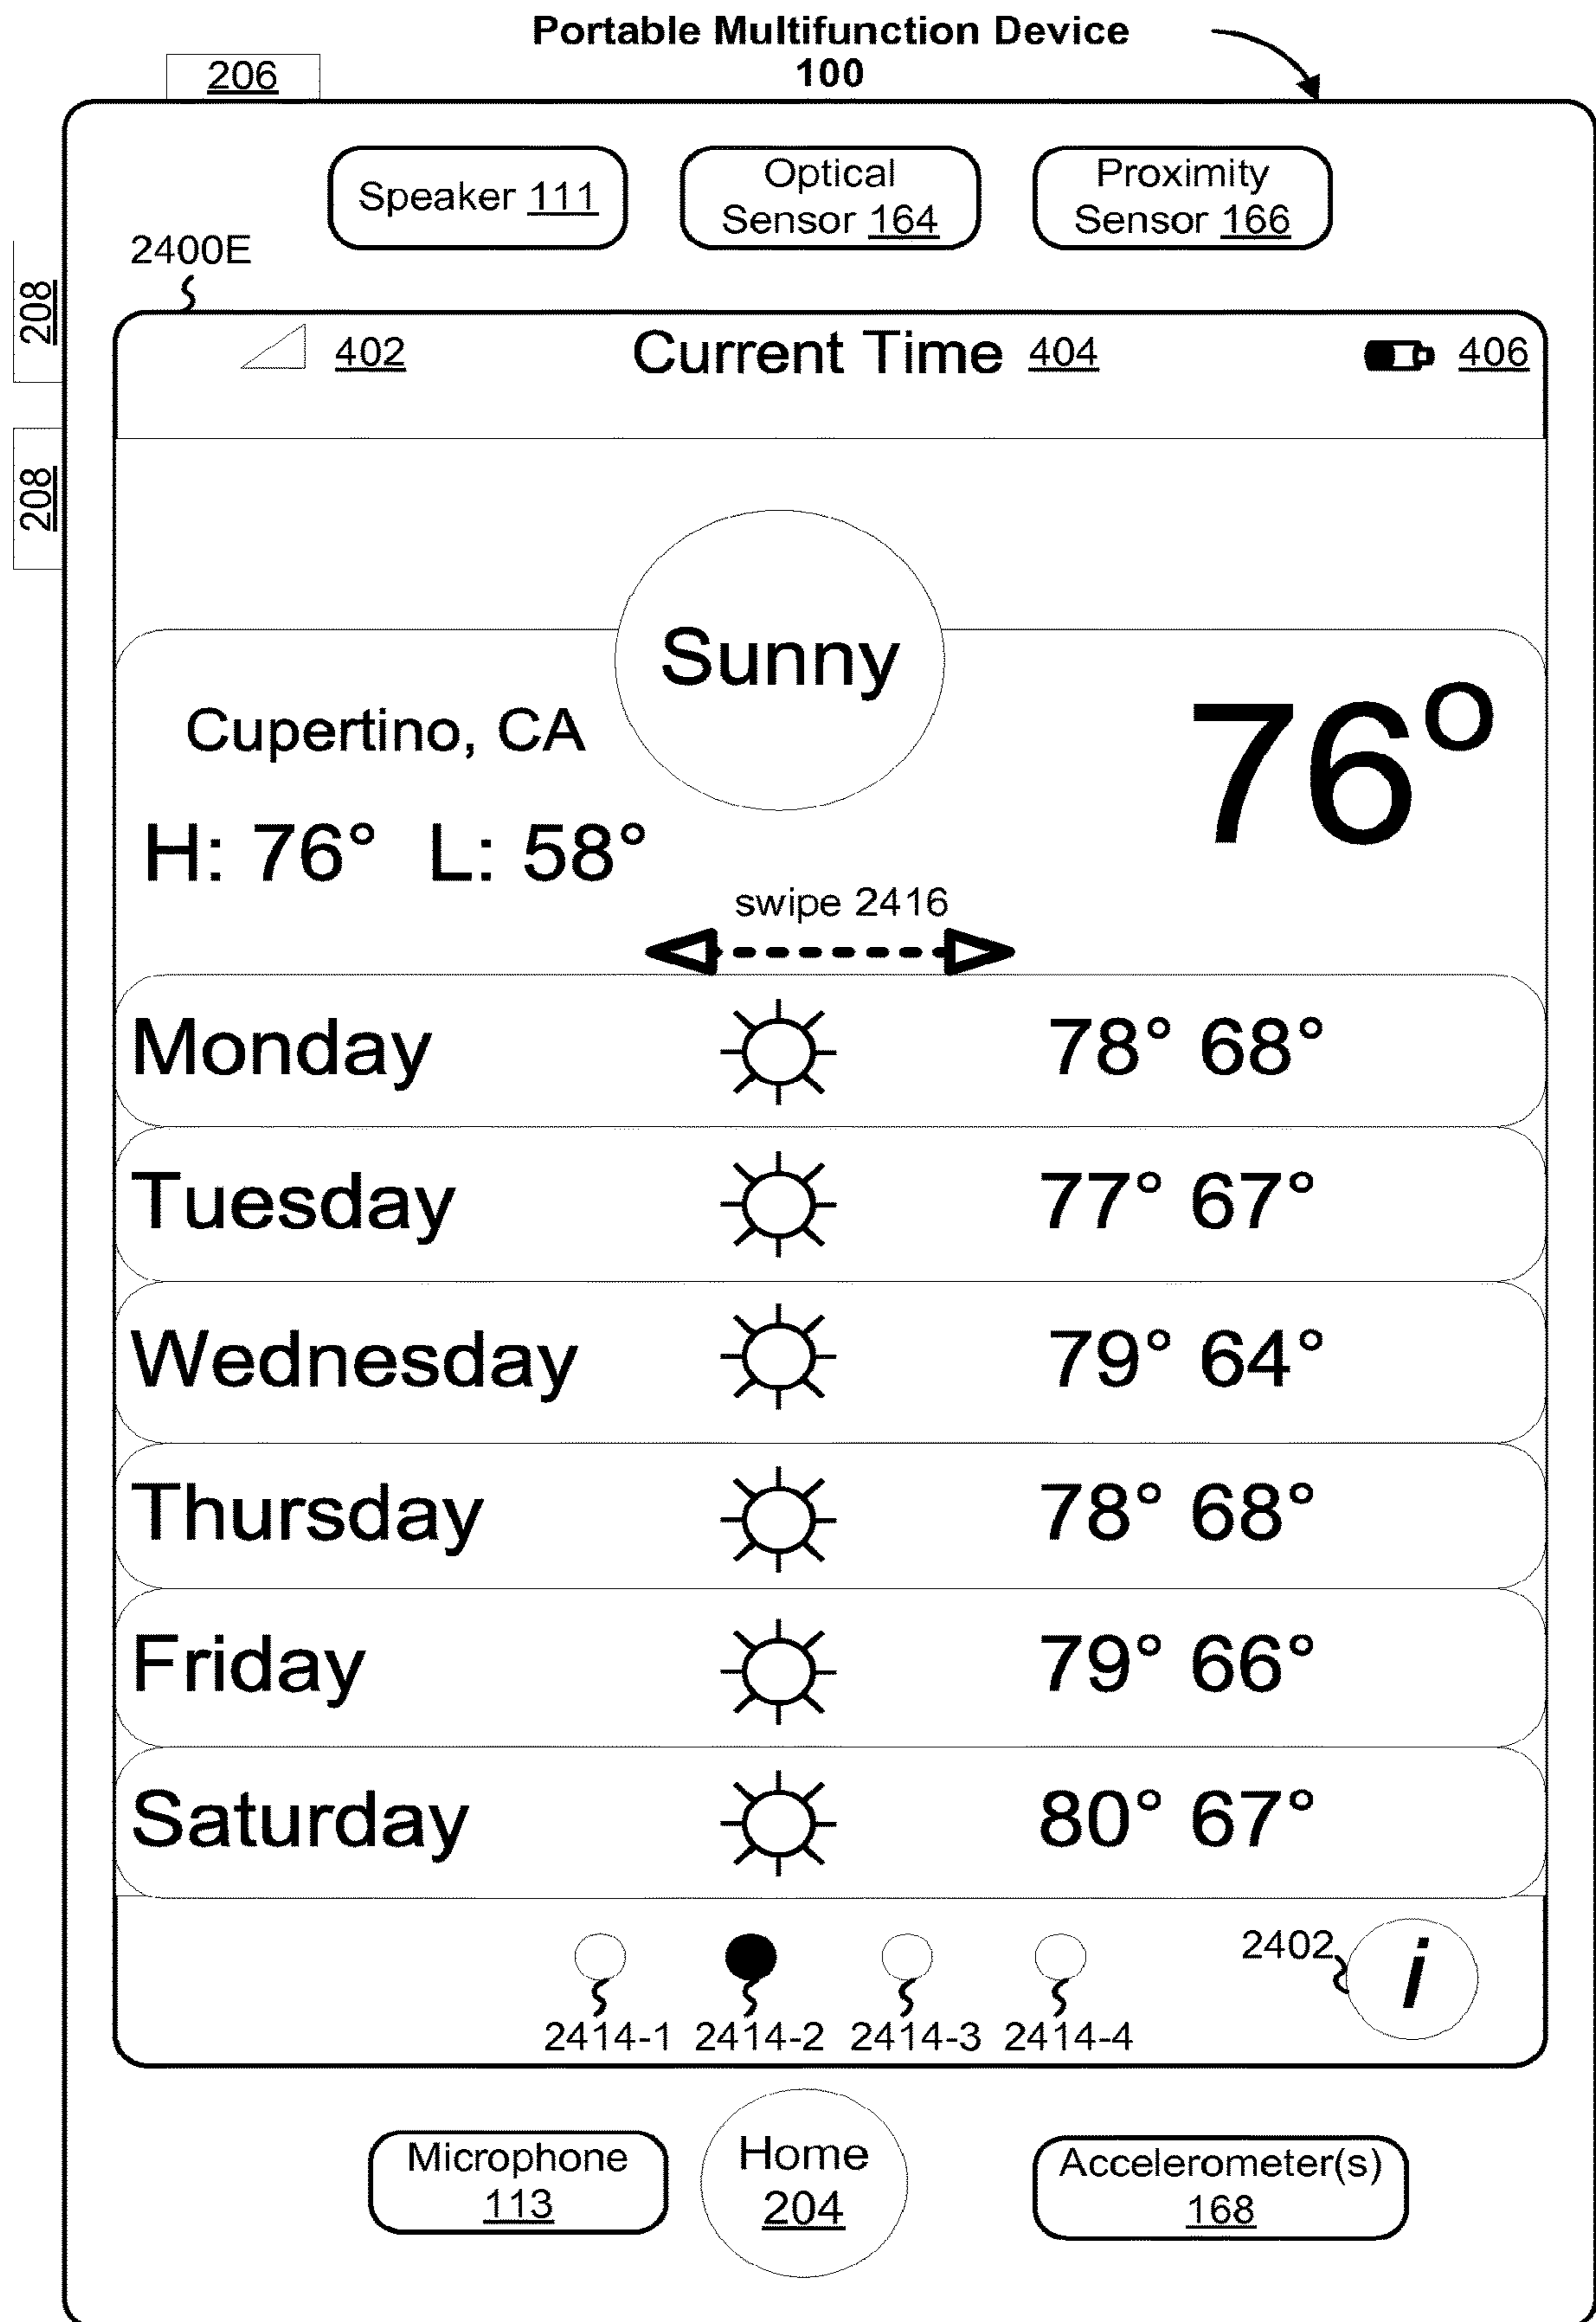 Portable Multifunction Device
100
206
Speaker 111
Optical
Sensor 164
Proximity
Sensor 166
2400E
208
208
402
Current Time 404
406
Sunny
Cupertino, CA
76°
H: 76° L: 58°
swipe 2416
Monday 78° 68°
Tuesday 77° 67°
Wednesday 79° 64°
Thursday 78° 68°
Friday 79° 66°
Saturday 80° 67°
2402
i
2414-1 2414-2 2414-3 2414-4
Microphone
113
Home
204
Accelerometer(s)
168